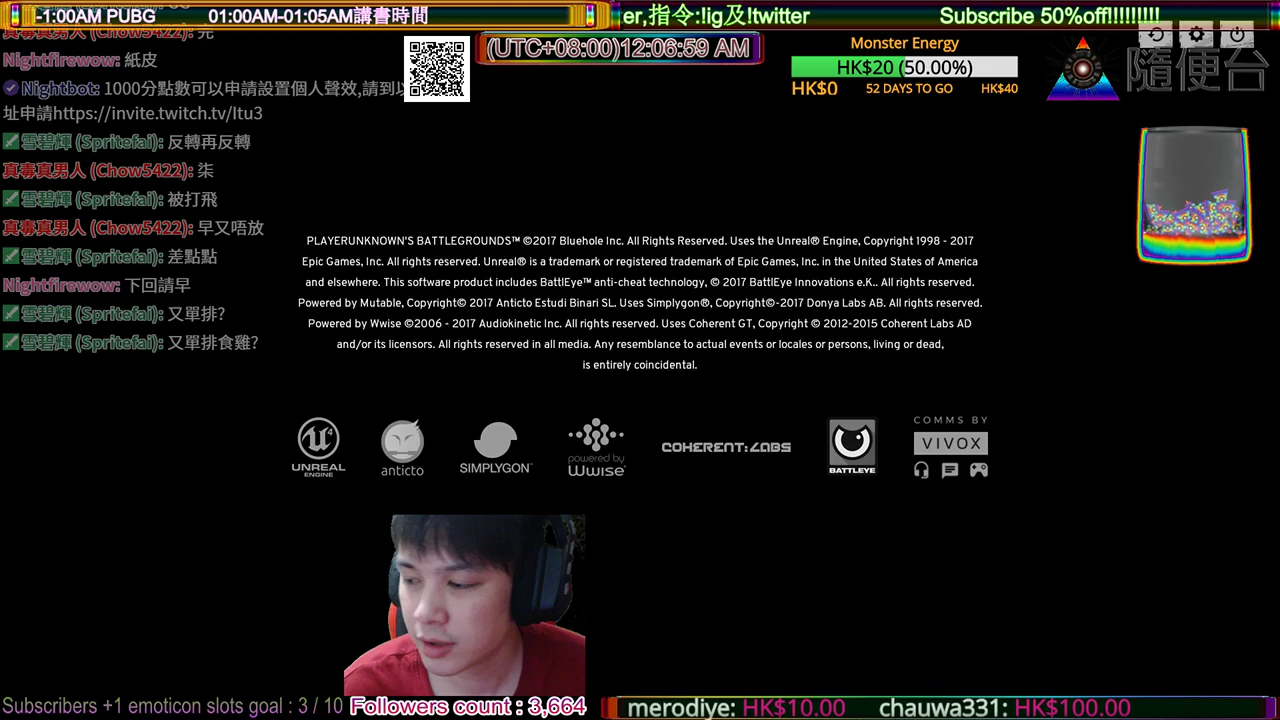 -1:00AM PUBG 01:00AM-01:05AM講書時間
er,指令:!ig及!twitter Subscribe 50%off!!!!!!!!!
真毒真男人 (Chow5422): 完
Nightfirewow: 紙皮
Nightbot: 1000分點數可以申請設置個人聲效,請到以
址申請https://invite.twitch.tv/ltu3
雪碧輝 (Spritefai): 反轉再反轉
真毒真男人 (Chow5422): 柒
雪碧輝 (Spritefai): 被打飛
真毒真男人 (Chow5422): 早又唔放
雪碧輝 (Spritefai): 差點點
Nightfirewow: 下回請早
雪碧輝 (Spritefai): 又單排?
雪碧輝 (Spritefai): 又單排食雞?
(UTC+08:00)12:06:59 AM
Monster Energy
HK$20 (50.00%)
HK$0 52 DAYS TO GO HK$40
隨便台
PLAYERUNKNOWN'S BATTLEGROUNDS™ ©2017 Bluehole Inc. All Rights Reserved. Uses the Unreal® Engine, Copyright 1998 - 2017
Epic Games, Inc. All rights reserved. Unreal® is a trademark or registered trademark of Epic Games, Inc. in the United States of America
and elsewhere. This software product includes BattlEye™ anti-cheat technology, © 2017 BattlEye Innovations e.K.. All rights reserved.
Powered by Mutable, Copyright© 2017 Anticto Estudi Binari SL. Uses Simplygon®, Copyright©-2017 Donya Labs AB. All rights reserved.
Powered by Wwise ©2006 - 2017 Audiokinetic Inc. All rights reserved. Uses Coherent GT, Copyright © 2012-2015 Coherent Labs AD
and/or its licensors. All rights reserved in all media. Any resemblance to actual events or locales or persons, living or dead,
is entirely coincidental.
UNREAL
ENGINE
anticto
SIMPLYGON
powered by
Wwise
COHERENT:LABS
BATTLEYE
COMMS BY
VIVOX
Subscribers +1 emoticon slots goal : 3 / 10
Followers count : 3,664
merodiye: HK$10.00 chauwa331: HK$100.00